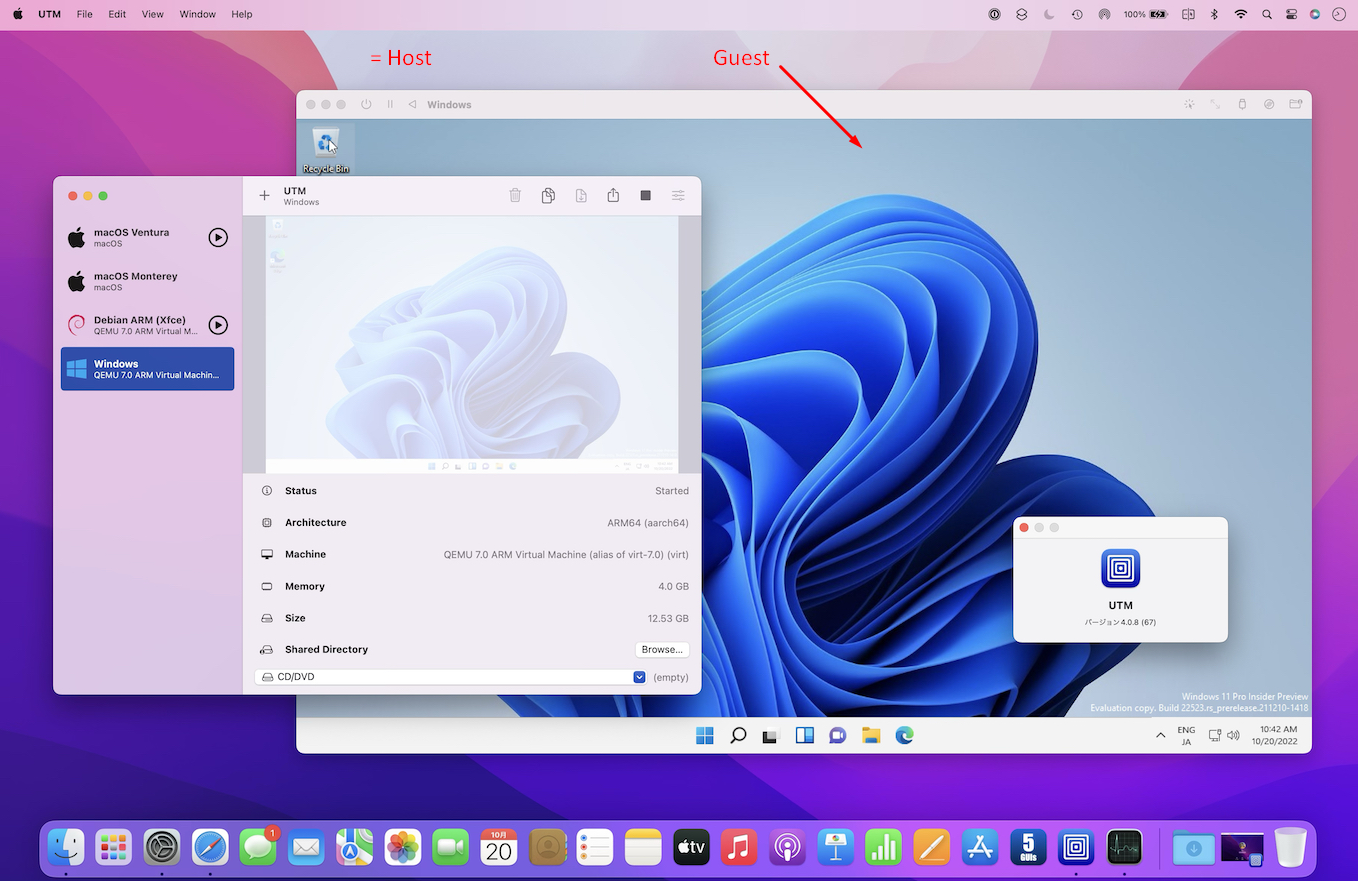 UTM File Edit View Window Help
100%
= Host
Guest
Windows
Recycle Bin
UTM
Windows
macOS Ventura
macOS
macOS Monterey
macOS
Debian ARM (Xfce)
QEMU 7.0 ARM Virtual M...
Windows
QEMU 7.0 ARM Virtual Machin...
Status Started
Architecture ARM64 (aarch64)
Machine QEMU 7.0 ARM Virtual Machine (alias of virt-7.0) (virt)
Memory 4.0 GB
Size 12.53 GB
Shared Directory Browse...
CD/DVD (empty)
UTM
バージョン4.0.8 (67)
Windows 11 Pro Insider Preview
Evaluation copy. Build 22523.rs_prerelease.211210-1418
ENG
JA
10:42 AM
10/20/2022
1
10月
20
tv
5
GUIs